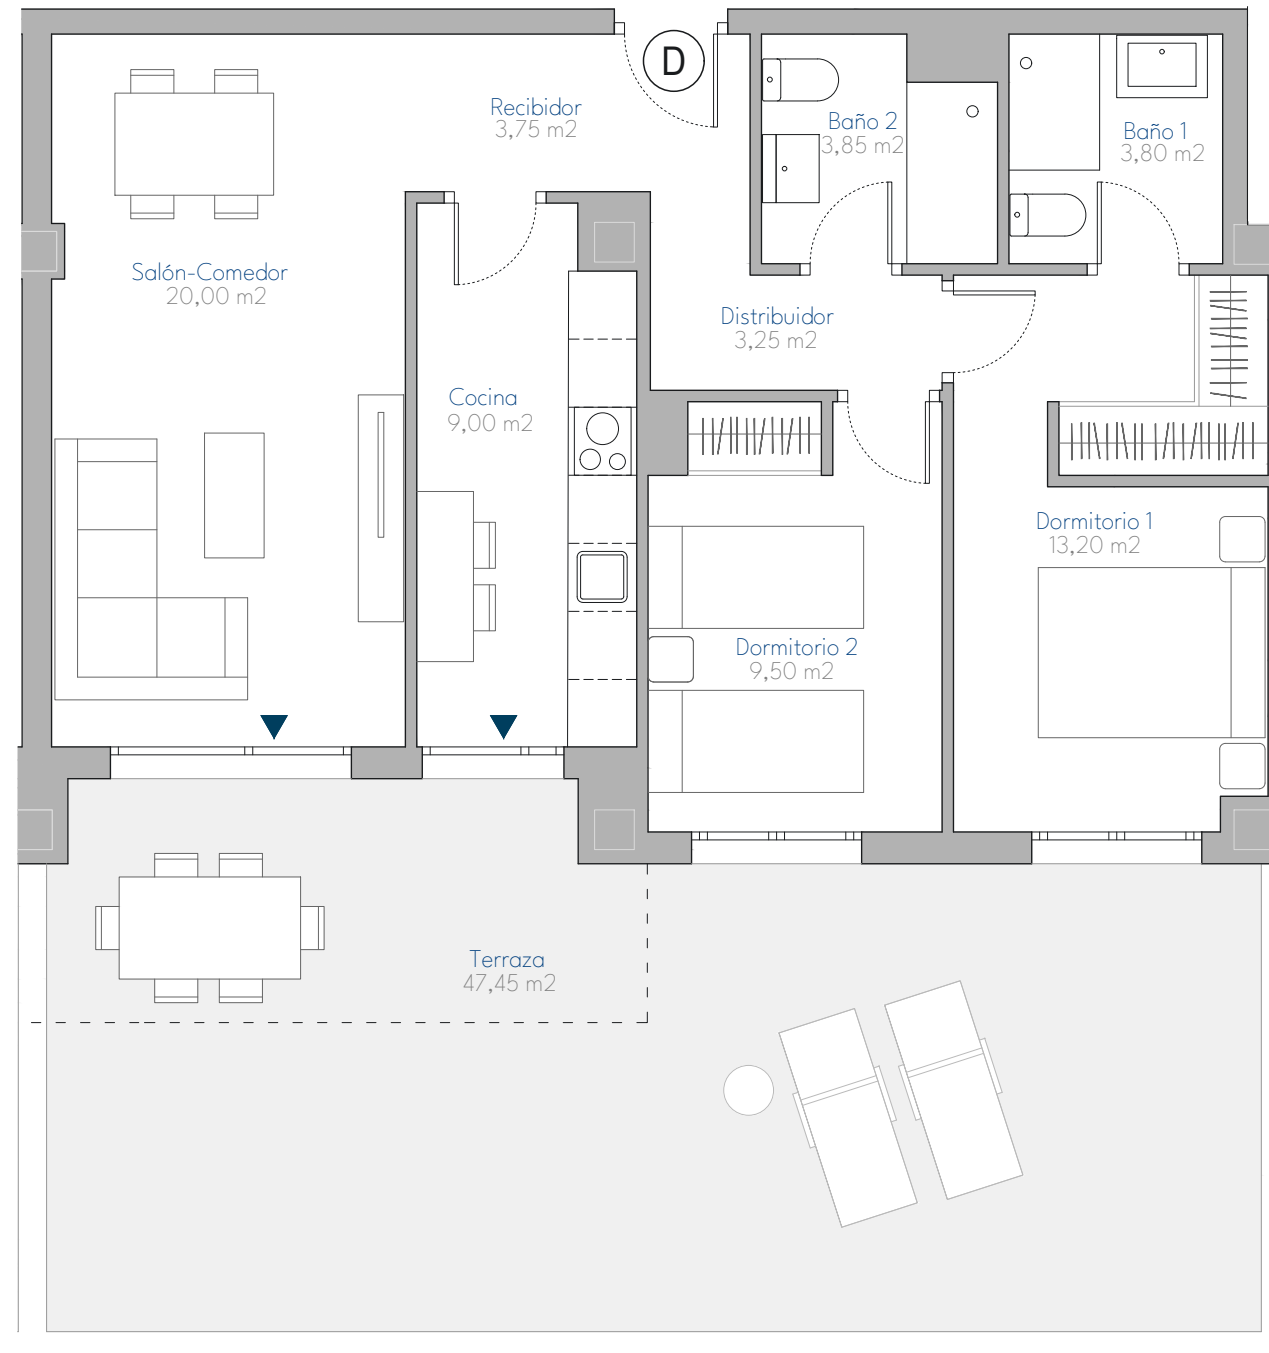 D
Recibidor
3,75 m2
Baño 2
3,85 m2
Baño 1
3,80 m2
Salón-Comedor
20,00 m2
Distribuidor
3,25 m2
Cocina
9,00 m2
Dormitorio 1
13,20 m2
Dormitorio 2
9,50 m2
Terraza
47,45 m2